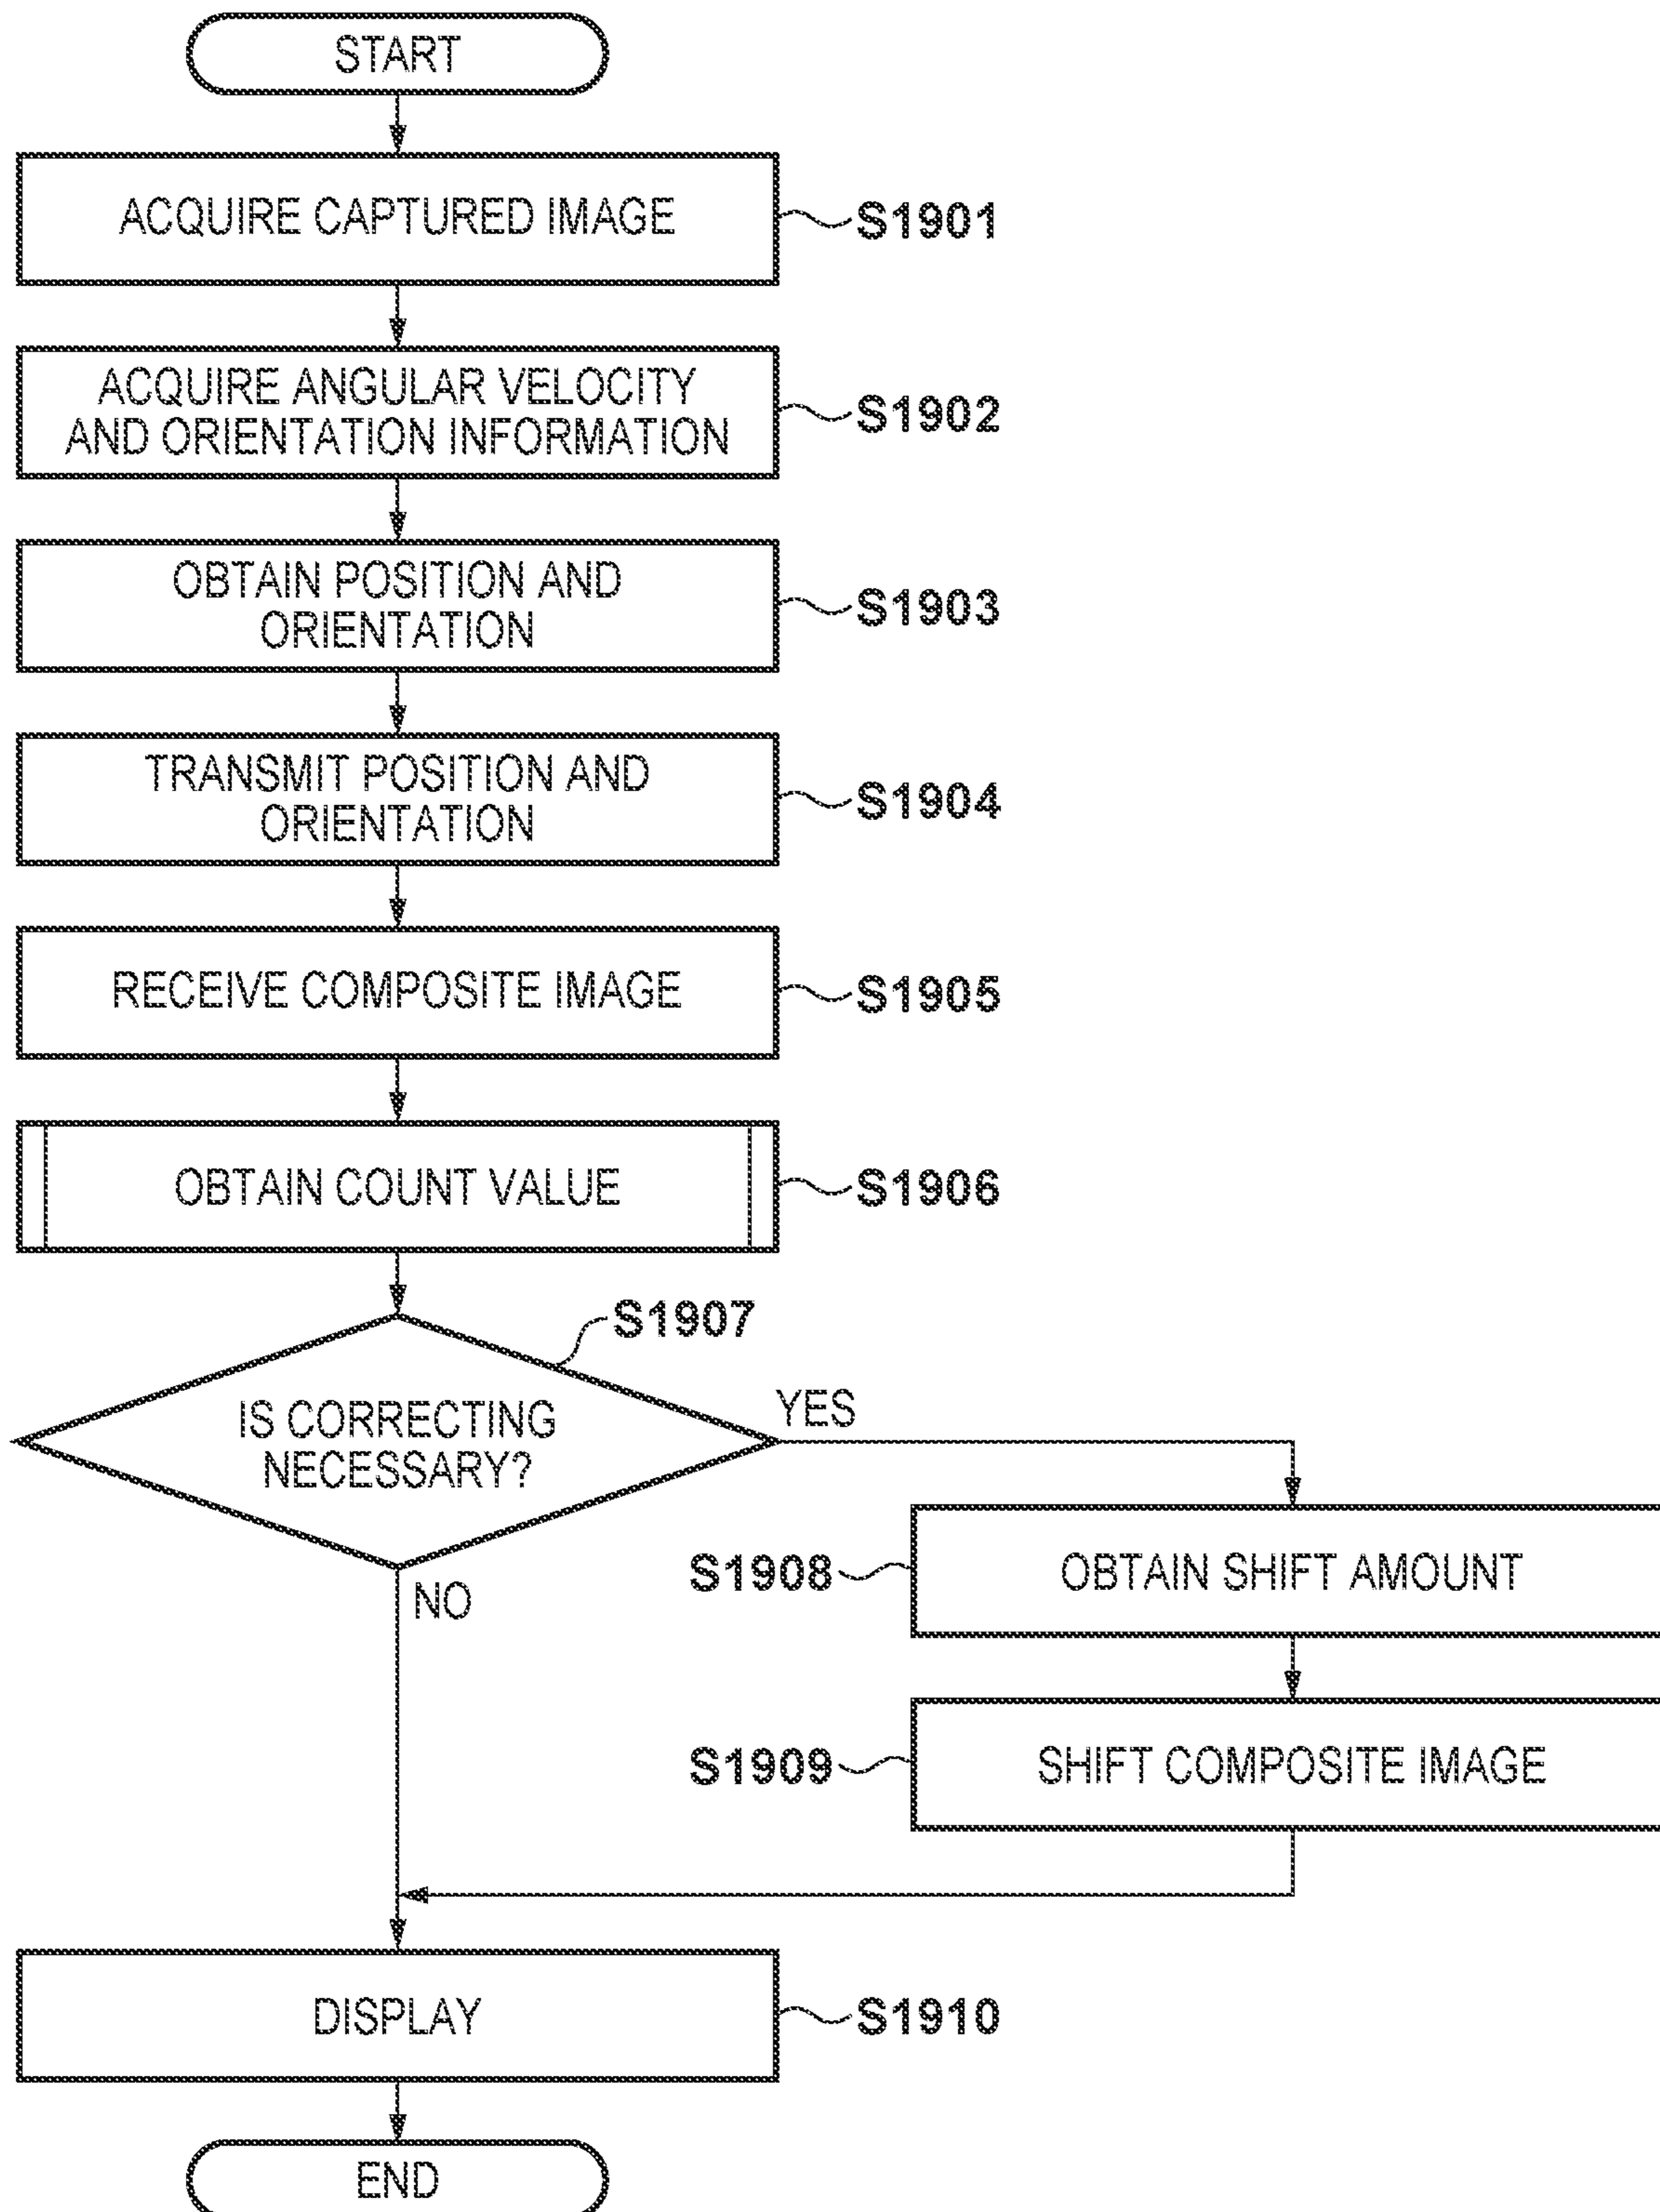 START
ACQUIRE CAPTURED IMAGE
S1901
ACQUIRE ANGULAR VELOCITY
AND ORIENTATION INFORMATION
S1902
OBTAIN POSITION AND
ORIENTATION
S1903
TRANSMIT POSITION AND
ORIENTATION
S1904
RECEIVE COMPOSITE IMAGE
S1905
OBTAIN COUNT VALUE
S1906
S1907
IS CORRECTING
NECESSARY?
YES
NO
S1908
OBTAIN SHIFT AMOUNT
S1909
SHIFT COMPOSITE IMAGE
DISPLAY
S1910
END